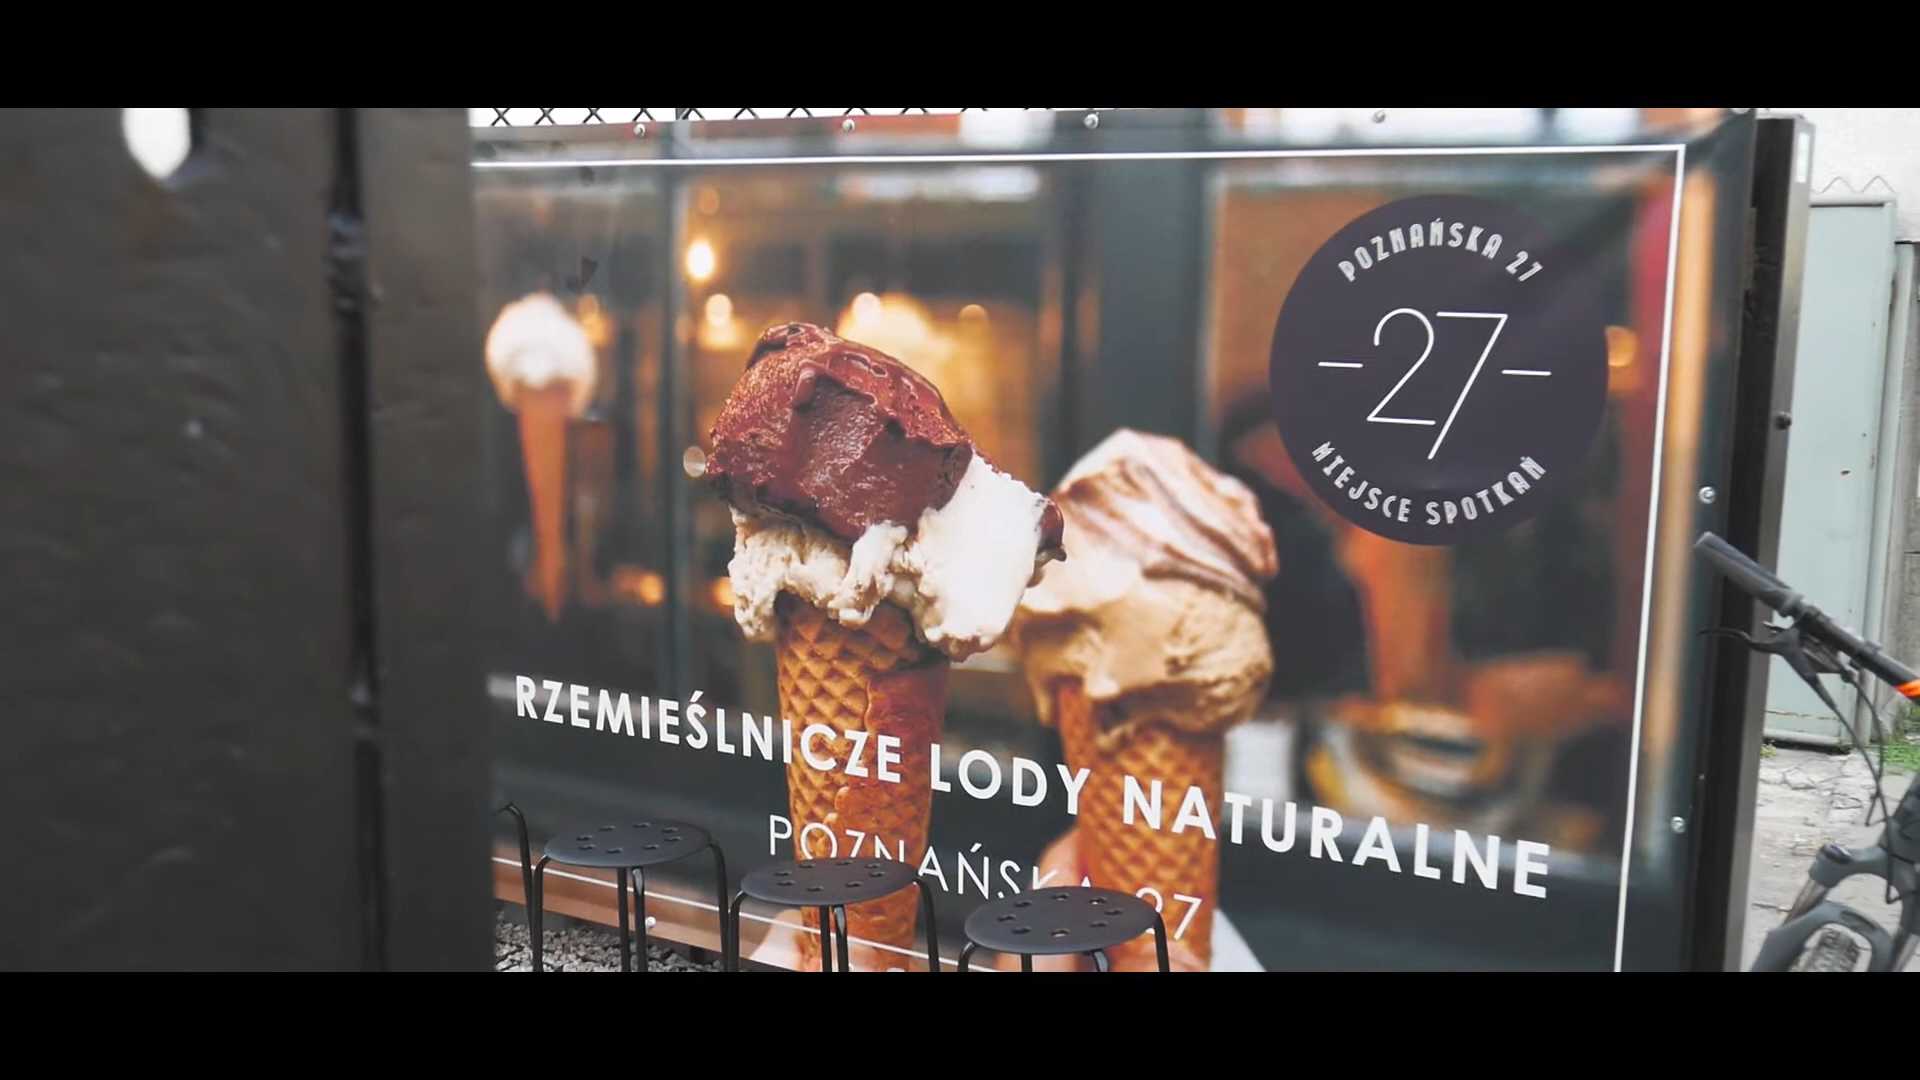 POZNAŃSKA 27
27
MIEJSCE SPOTKAŃ
RZEMIEŚLNICZE LODY NATURALNE
POZNAŃSKA 27